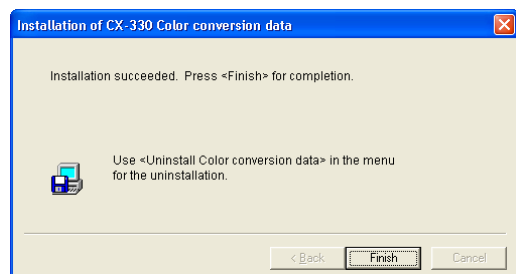 Installation of CX-330 Color conversion data
Installation succeeded. Press <Finish> for completion.
Use <Uninstall Color conversion data> in the menu
for the uninstallation.
< Back Finish Cancel